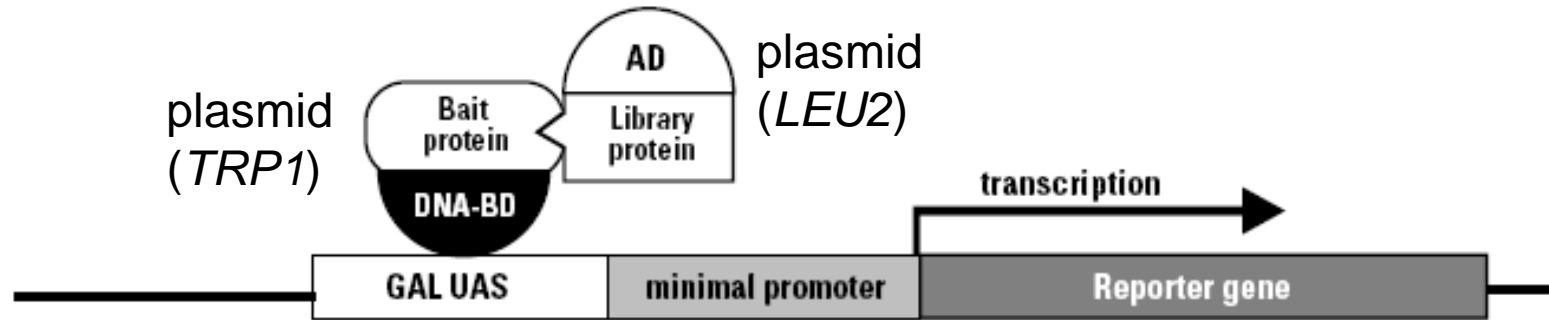 plasmid
(TRP1)
Bait
protein
DNA-BD
AD
Library
protein
plasmid
(LEU2)
transcription
GAL UAS
minimal promoter
Reporter gene